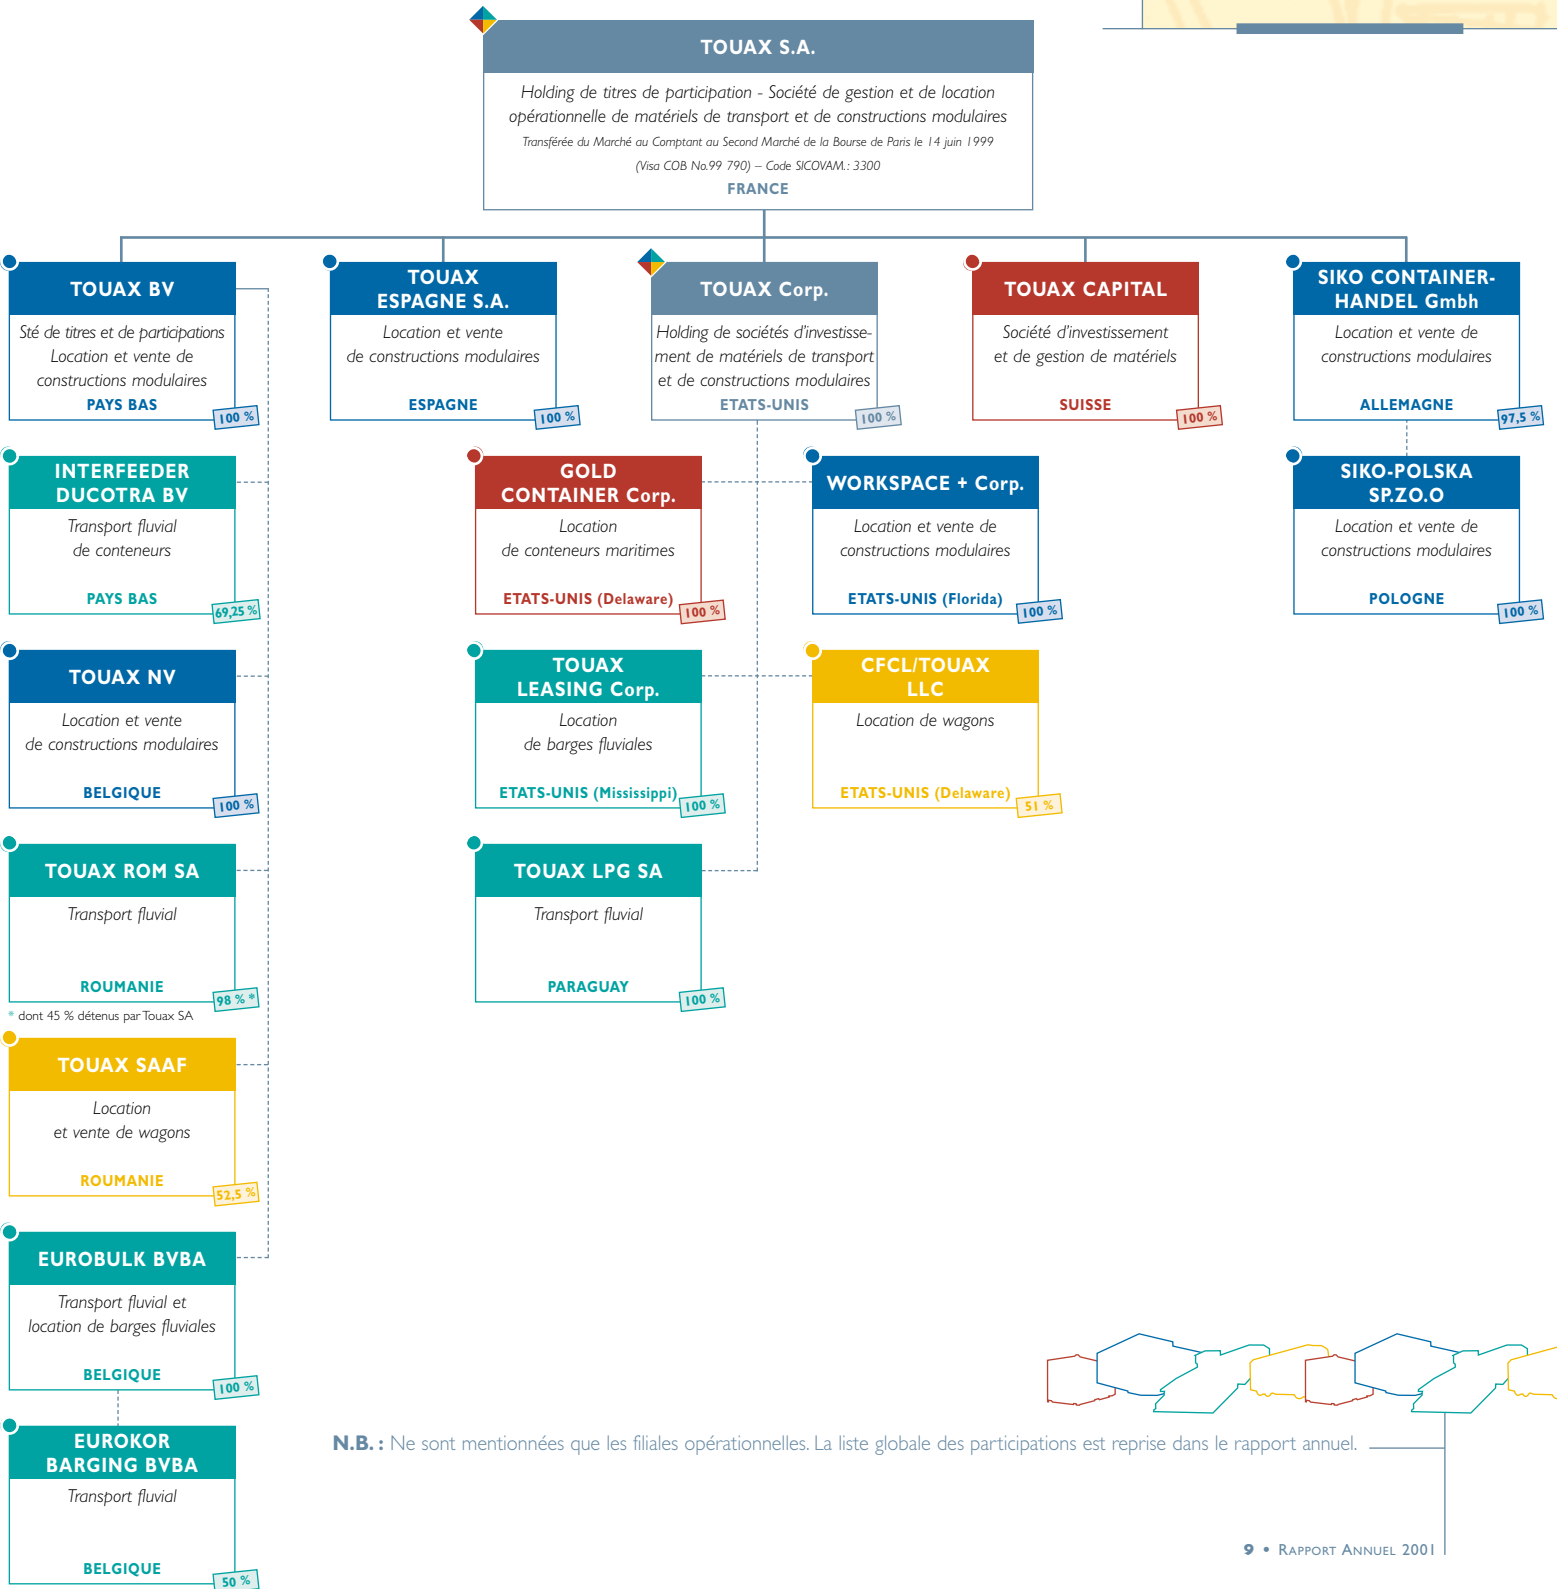 TOUAX S.A.
Holding de titres de participation - Société de gestion et de location
opérationnelle de matériels de transport et de constructions modulaires
Transférée du Marché au Comptant au Second Marché de la Bourse de Paris le 14 juin 1999
(Visa COB No.99 790) – Code SICOVAM.: 3300
FRANCE
TOUAX BV
Sté de titres et de participations
Location et vente de
constructions modulaires
PAYS BAS
100 %
TOUAX
ESPAGNE S.A.
Location et vente
de constructions modulaires
ESPAGNE
100 %
TOUAX Corp.
Holding de sociétés d'investisse-
ment de matériels de transport
et de constructions modulaires
ETATS-UNIS
100 %
TOUAX CAPITAL
Société d'investissement
et de gestion de matériels
SUISSE
100 %
SIKO CONTAINER-
HANDEL Gmbh
Location et vente de
constructions modulaires
ALLEMAGNE
97,5 %
INTERFEEDER
DUCOTRA BV
Transport fluvial
de conteneurs
PAYS BAS
69,25 %
GOLD
CONTAINER Corp.
Location
de conteneurs maritimes
ETATS-UNIS (Delaware)
100 %
WORKSPACE + Corp.
Location et vente de
constructions modulaires
ETATS-UNIS (Florida)
100 %
SIKO-POLSKA
SP.ZO.O
Location et vente de
constructions modulaires
POLOGNE
100 %
TOUAX NV
Location et vente
de constructions modulaires
BELGIQUE
100 %
TOUAX
LEASING Corp.
Location
de barges fluviales
ETATS-UNIS (Mississippi)
100 %
CFCL/TOUAX
LLC
Location de wagons
ETATS-UNIS (Delaware)
51 %
TOUAX ROM SA
Transport fluvial
ROUMANIE
98 % *
* dont 45 % détenus par Touax SA
TOUAX LPG SA
Transport fluvial
PARAGUAY
100 %
TOUAX SAAF
Location
et vente de wagons
ROUMANIE
52,5 %
EUROBULK BVBA
Transport fluvial et
location de barges fluviales
BELGIQUE
100 %
EUROKOR
BARGING BVBA
Transport fluvial
BELGIQUE
50 %
N.B. : Ne sont mentionnées que les filiales opérationnelles. La liste globale des participations est reprise dans le rapport annuel.
9 • RAPPORT ANNUEL 2001